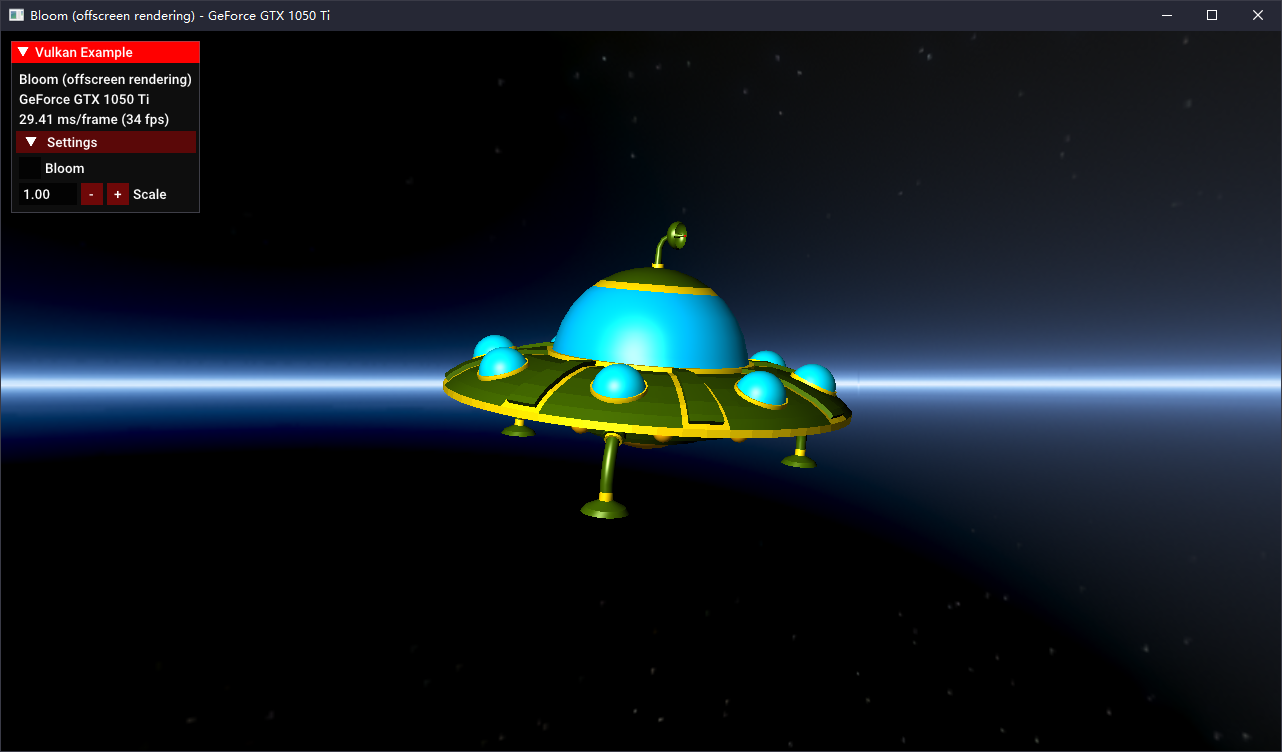 Bloom (offscreen rendering) - GeForce GTX 1050 Ti
Vulkan Example
Bloom (offscreen rendering)
GeForce GTX 1050 Ti
29.41 ms/frame (34 fps)
Settings
Bloom
1.00 - + Scale